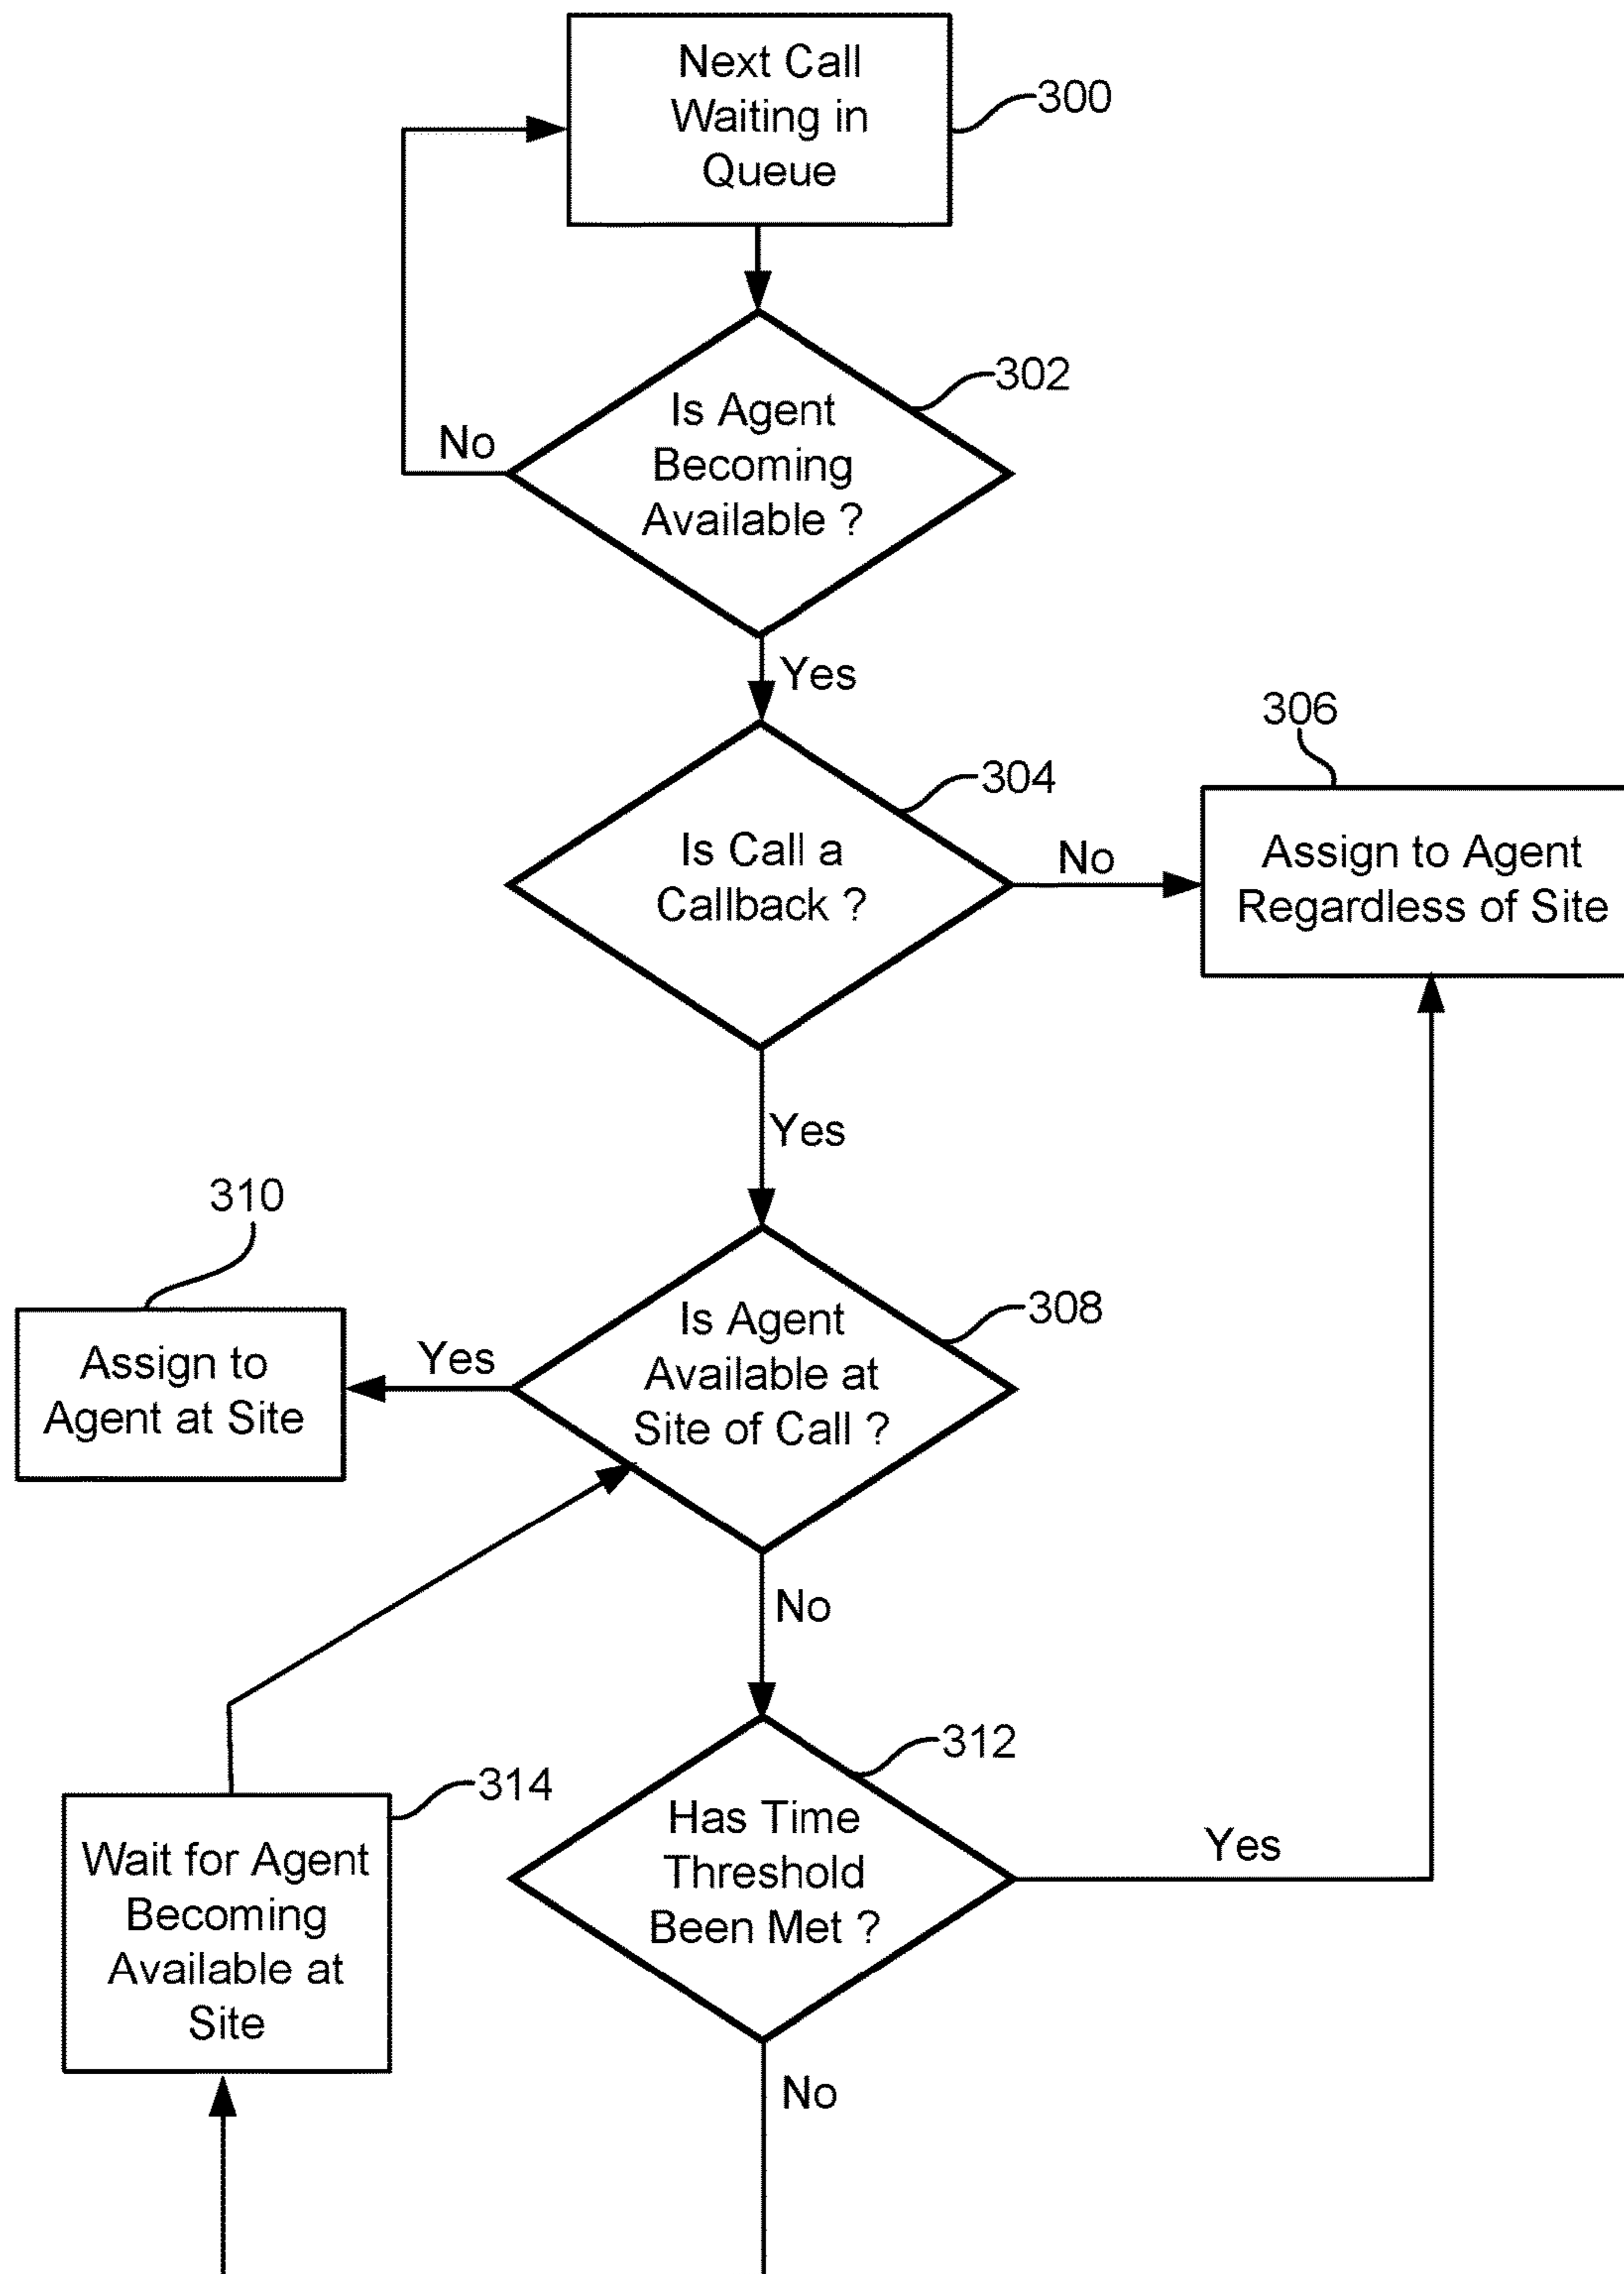 Next Call
Waiting in
Queue
300
302
Is Agent
Becoming
Available ?
No
Yes
304
Is Call a
Callback ?
No
306
Assign to Agent
Regardless of Site
Yes
310
Assign to
Agent at Site
Yes
308
Is Agent
Available at
Site of Call ?
No
312
Has Time
Threshold
Been Met ?
Yes
314
Wait for Agent
Becoming
Available at
Site
No